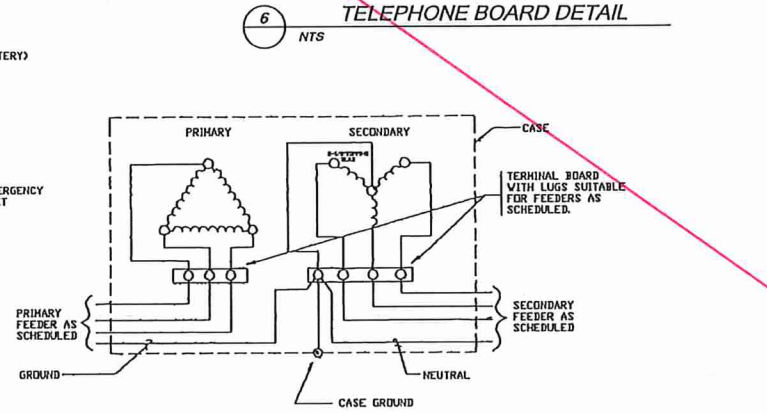 6
TELEPHONE BOARD DETAIL
NTS
TERY)
ERGENCY
T
PRIMARY
SECONDARY
CASE
TERMINAL BOARD
WITH LUGS SUITABLE
FOR FEEDERS AS
SCHEDULED.
PRIMARY
FEEDER AS
SCHEDULED
SECONDARY
FEEDER AS
SCHEDULED
GROUND
NEUTRAL
CASE GROUND